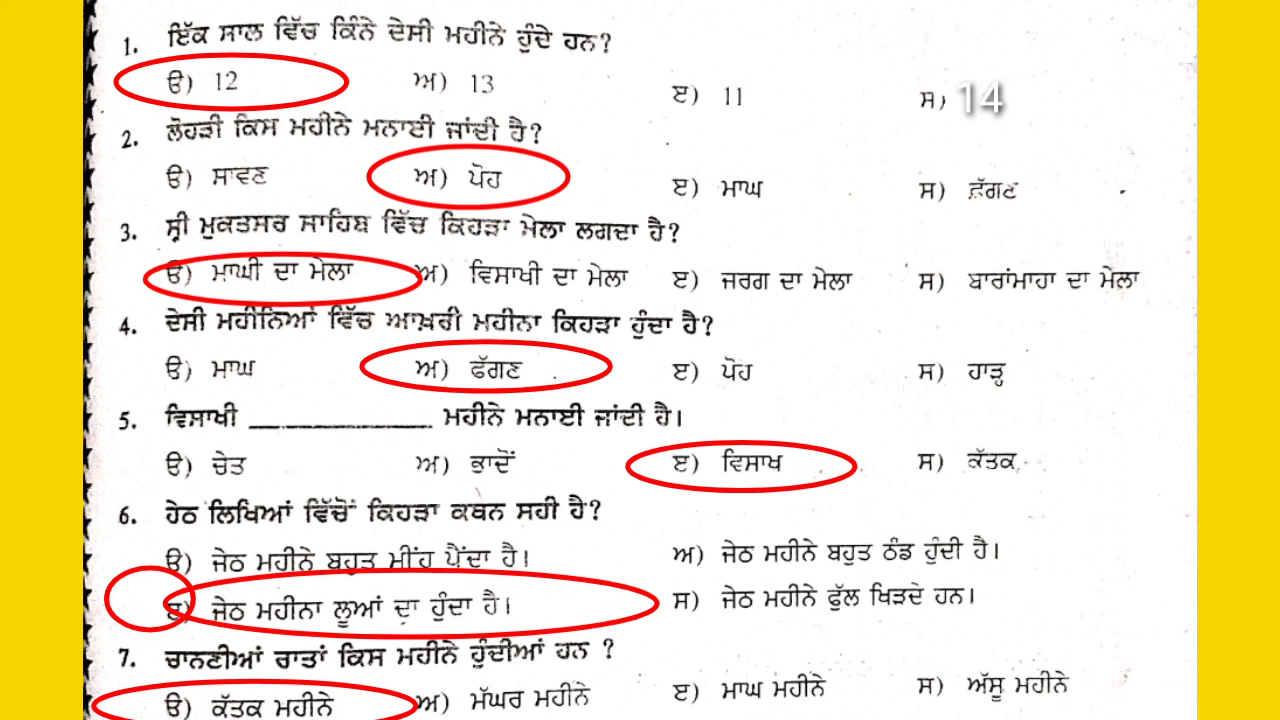 1. ਇੱਕ ਸਾਲ ਵਿੱਚ ਕਿੰਨੇ ਦੇਸੀ ਮਹੀਨੇ ਹੁੰਦੇ ਹਨ?
ੳ) 12 ਅ) 13 ੲ) 11 ਸ) 14
2. ਲੋਹੜੀ ਕਿਸ ਮਹੀਨੇ ਮਨਾਈ ਜਾਂਦੀ ਹੈ?
ੳ) ਸਾਵਣ ਅ) ਪੋਹ ੲ) ਮਾਘ ਸ) ਫ਼ੱਗਣ
3. ਸ੍ਰੀ ਮੁਕਤਸਰ ਸਾਹਿਬ ਵਿੱਚ ਕਿਹੜਾ ਮੇਲਾ ਲਗਦਾ ਹੈ?
ੳ) ਮਾਘੀ ਦਾ ਮੇਲਾ ਅ) ਵਿਸਾਖੀ ਦਾ ਮੇਲਾ ੲ) ਜਰਗ ਦਾ ਮੇਲਾ ਸ) ਬਾਰਾਂਮਾਹਾ ਦਾ ਮੇਲਾ
4. ਦੇਸੀ ਮਹੀਨਿਆਂ ਵਿੱਚ ਆਖ਼ਰੀ ਮਹੀਨਾ ਕਿਹੜਾ ਹੁੰਦਾ ਹੈ?
ੳ) ਮਾਘ ਅ) ਫੱਗਣ ੲ) ਪੋਹ ਸ) ਹਾੜ੍ਹ
5. ਵਿਸਾਖੀ ____________ ਮਹੀਨੇ ਮਨਾਈ ਜਾਂਦੀ ਹੈ।
ੳ) ਚੇਤ ਅ) ਭਾਦੋਂ ੲ) ਵਿਸਾਖ ਸ) ਕੱਤਕ
6. ਹੇਠ ਲਿਖਿਆਂ ਵਿੱਚੋਂ ਕਿਹੜਾ ਕਥਨ ਸਹੀ ਹੈ?
ੳ) ਜੇਠ ਮਹੀਨੇ ਬਹੁਤ ਮੀਂਹ ਪੈਂਦਾ ਹੈ। ਅ) ਜੇਠ ਮਹੀਨੇ ਬਹੁਤ ਠੰਡ ਹੁੰਦੀ ਹੈ।
ੲ) ਜੇਠ ਮਹੀਨਾ ਲੂਆਂ ਦਾ ਹੁੰਦਾ ਹੈ। ਸ) ਜੇਠ ਮਹੀਨੇ ਫੁੱਲ ਖਿੜਦੇ ਹਨ।
7. ਚਾਨਣੀਆਂ ਰਾਤਾਂ ਕਿਸ ਮਹੀਨੇ ਹੁੰਦੀਆਂ ਹਨ ?
ੳ) ਕੱਤਕ ਮਹੀਨੇ ਅ) ਮੱਘਰ ਮਹੀਨੇ ੲ) ਮਾਘ ਮਹੀਨੇ ਸ) ਅੱਸੂ ਮਹੀਨੇ